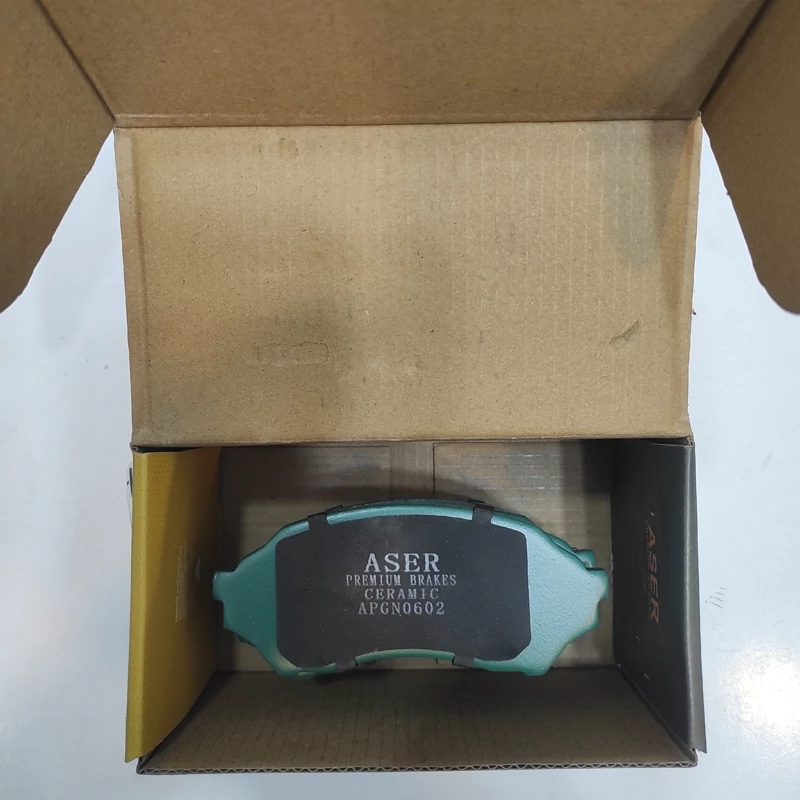 ASER
PREMIUM BRAKES
CERAMIC
APGN0602
ASER